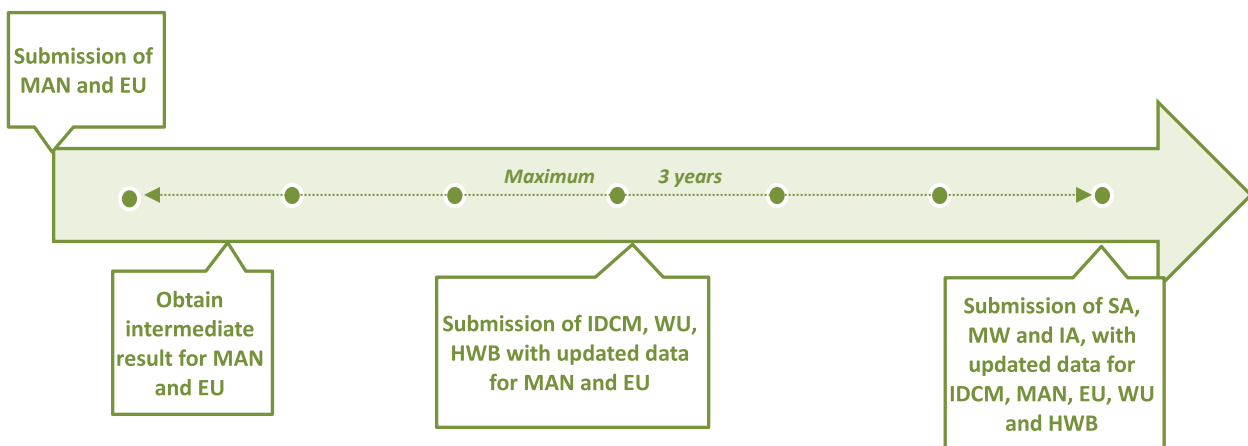 Submission of
MAN and EU
Maximum 3 years
Obtain
intermediate
result for MAN
and EU
Submission of IDCM, WU,
HWB with updated data
for MAN and EU
Submission of SA,
MW and IA, with
updated data for
IDCM, MAN, EU, WU
and HWB